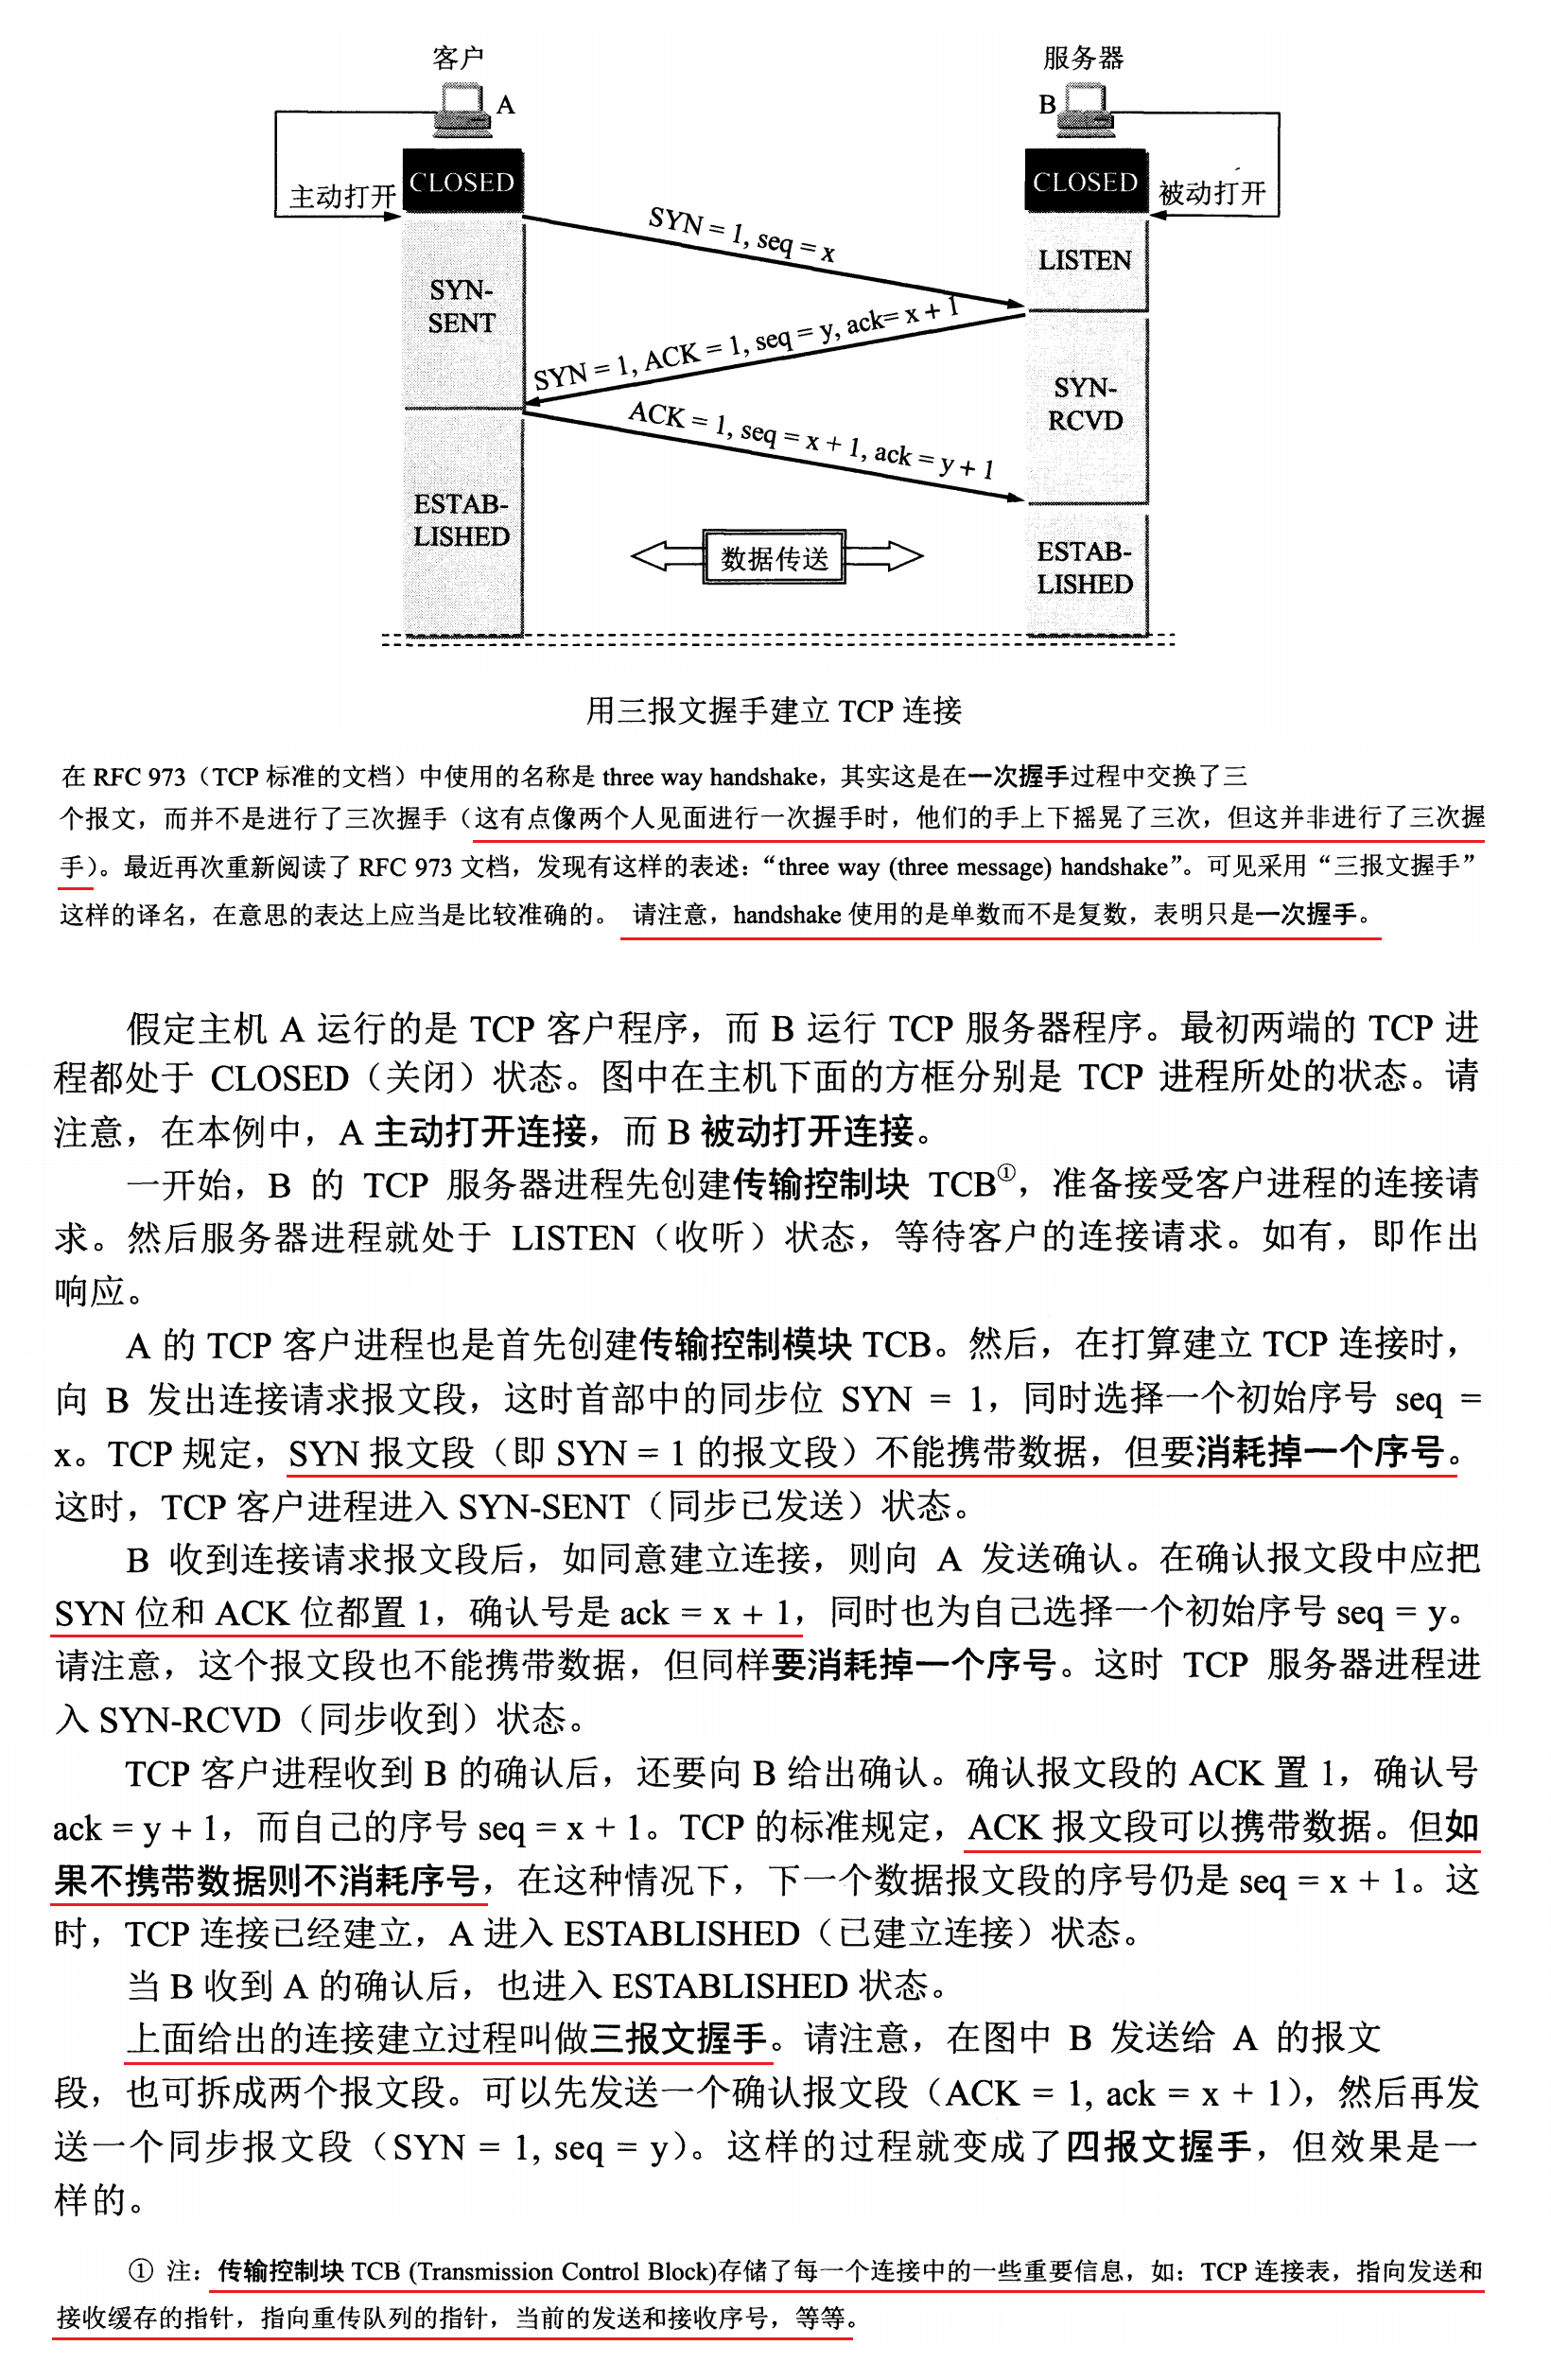 客户
服务器
A
B
CLOSED
CLOSED
主动打开
被动打开
SYN = 1, seq = x
LISTEN
SYN-
SENT
SYN = 1, ACK = 1, seq = y, ack= x + 1
SYN-
RCVD
ACK = 1, seq = x + 1, ack = y + 1
ESTAB-
LISHED
数据传送
ESTAB-
LISHED
用三报文握手建立 TCP 连接
在 RFC 973（TCP 标准的文档）中使用的名称是 three way handshake，其实这是在一次握手过程中交换了三
个报文，而并不是进行了三次握手（这有点像两个人见面进行一次握手时，他们的手上下摇晃了三次，但这并非进行了三次握
手）。最近再次重新阅读了 RFC 973 文档，发现有这样的表述：“three way (three message) handshake”。可见采用“三报文握手”
这样的译名，在意思的表达上应当是比较准确的。 请注意，handshake 使用的是单数而不是复数，表明只是一次握手。
假定主机 A 运行的是 TCP 客户程序，而 B 运行 TCP 服务器程序。最初两端的 TCP 进
程都处于 CLOSED（关闭）状态。图中在主机下面的方框分别是 TCP 进程所处的状态。请
注意，在本例中，A 主动打开连接，而 B 被动打开连接。
一开始，B 的 TCP 服务器进程先创建传输控制块 TCB①，准备接受客户进程的连接请
求。然后服务器进程就处于 LISTEN（收听）状态，等待客户的连接请求。如有，即作出
响应。
A 的 TCP 客户进程也是首先创建传输控制模块 TCB。然后，在打算建立 TCP 连接时，
向 B 发出连接请求报文段，这时首部中的同步位 SYN = 1，同时选择一个初始序号 seq =
x。TCP 规定，SYN 报文段（即 SYN = 1 的报文段）不能携带数据，但要消耗掉一个序号。
这时，TCP 客户进程进入 SYN-SENT（同步已发送）状态。
B 收到连接请求报文段后，如同意建立连接，则向 A 发送确认。在确认报文段中应把
SYN 位和 ACK 位都置 1，确认号是 ack = x + 1，同时也为自己选择一个初始序号 seq = y。
请注意，这个报文段也不能携带数据，但同样要消耗掉一个序号。这时 TCP 服务器进程进
入 SYN-RCVD（同步收到）状态。
TCP 客户进程收到 B 的确认后，还要向 B 给出确认。确认报文段的 ACK 置 1，确认号
ack = y + 1，而自己的序号 seq = x + 1。TCP 的标准规定，ACK 报文段可以携带数据。但如
果不携带数据则不消耗序号，在这种情况下，下一个数据报文段的序号仍是 seq = x + 1。这
时，TCP 连接已经建立，A 进入 ESTABLISHED（已建立连接）状态。
当 B 收到 A 的确认后，也进入 ESTABLISHED 状态。
上面给出的连接建立过程叫做三报文握手。请注意，在图中 B 发送给 A 的报文
段，也可拆成两个报文段。可以先发送一个确认报文段（ACK = 1, ack = x + 1），然后再发
送一个同步报文段（SYN = 1, seq = y）。这样的过程就变成了四报文握手，但效果是一
样的。
① 注：传输控制块 TCB (Transmission Control Block)存储了每一个连接中的一些重要信息，如：TCP 连接表，指向发送和
接收缓存的指针，指向重传队列的指针，当前的发送和接收序号，等等。